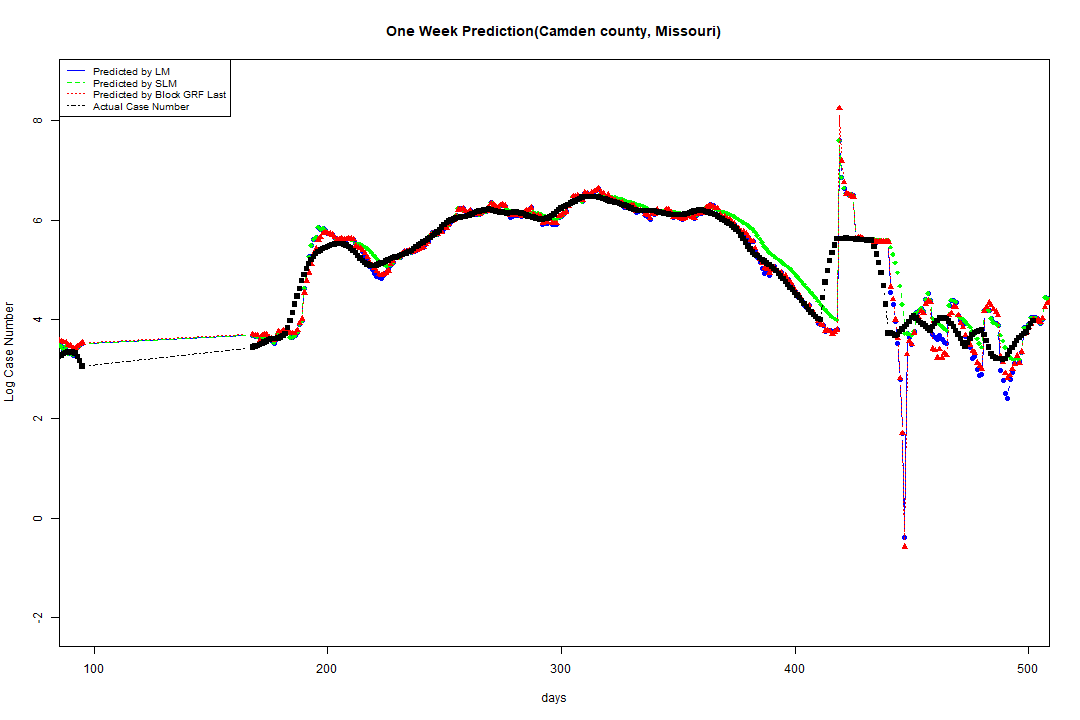 One Week Prediction(Camden county, Missouri)
Predicted by LM
Predicted by SLM
Predicted by Block GRF Last
Actual Case Number
Log Case Number
8
6
4
2
0
-2
100 200 300 400 500
days